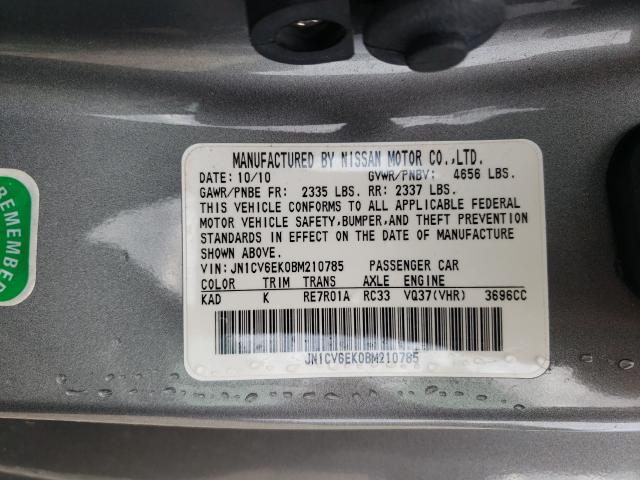 MANUFACTURED BY NISSAN MOTOR CO.,LTD.
DATE: 10/10 GVWR/PNBV: 4656 LBS.
GAWR/PNBE FR: 2335 LBS. RR: 2337 LBS.
THIS VEHICLE CONFORMS TO ALL APPLICABLE FEDERAL
MOTOR VEHICLE SAFETY,BUMPER,AND THEFT PREVENTION
STANDARDS IN EFFECT ON THE DATE OF MANUFACTURE
SHOWN ABOVE.
VIN: JN1CV6EK0BM210785 PASSENGER CAR
COLOR TRIM TRANS AXLE ENGINE
KAD K RE7R01A RC33 VQ37(VHR) 3696CC
JN1CV6EK0BM210785
REMEMBER